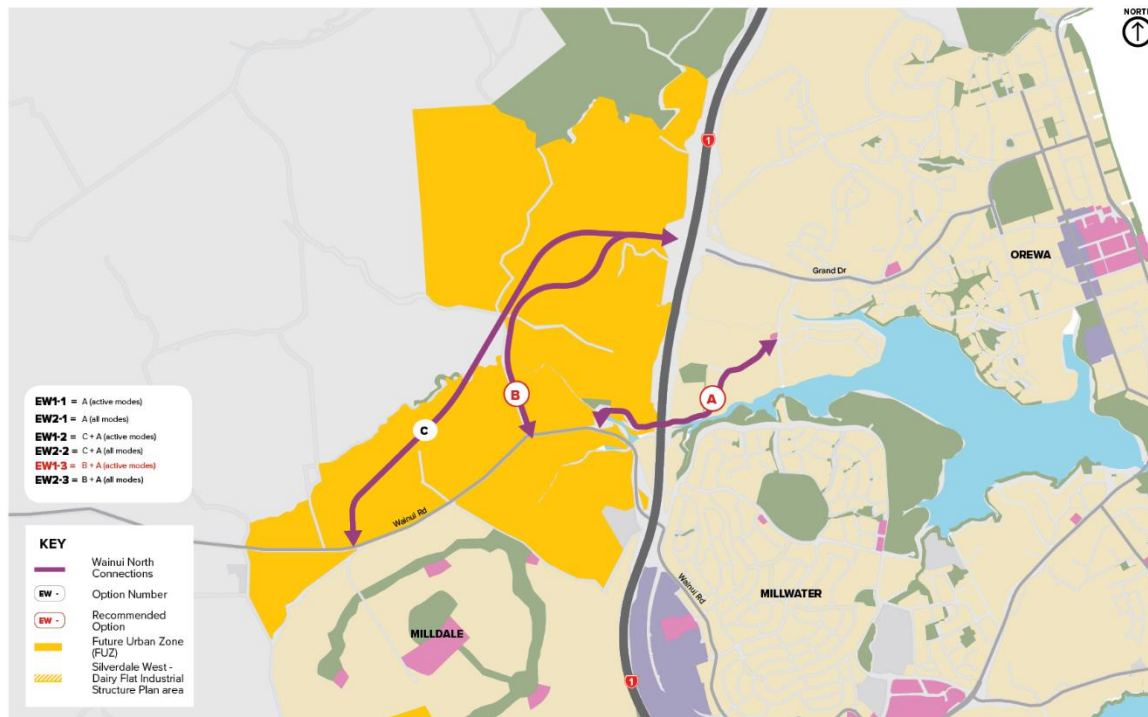 NORTH
1
Grand Dr
OREWA
A
B
C
EW1-1 = A (active modes)
EW2-1 = A (all modes)
EW1-2 = C + A (active modes)
EW2-2 = C + A (all modes)
EW1-3 = B + A (active modes)
EW2-3 = B + A (all modes)
Wainui Rd
KEY
Wainui North
Connections
EW - Option Number
EW - Recommended
Option
Future Urban Zone
(FUZ)
Silverdale West -
Dairy Flat Industrial
Structure Plan area
MILLDALE
Wainui Rd
MILLWATER
1